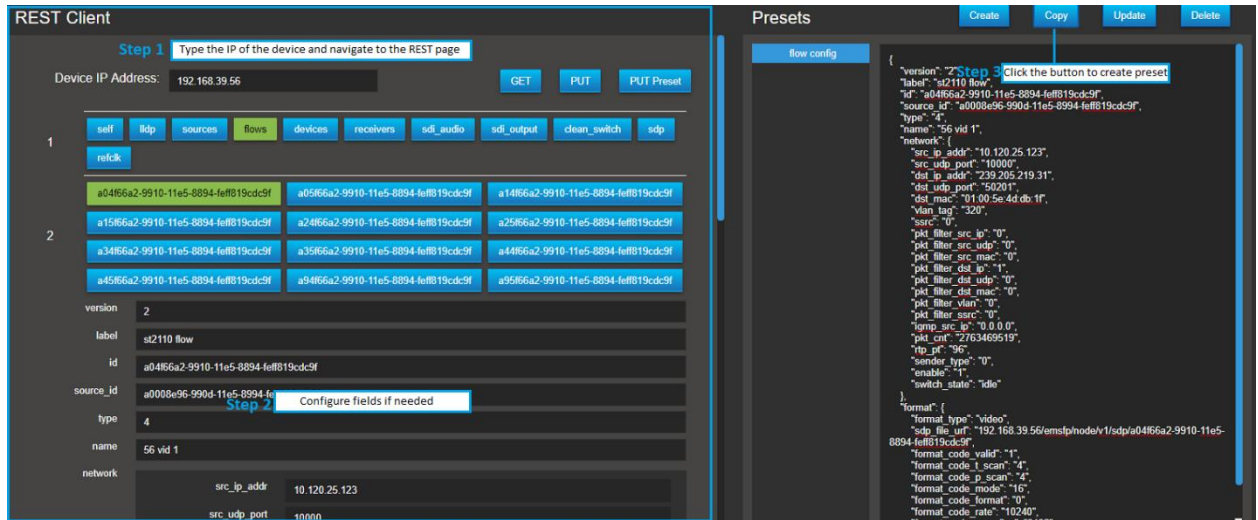 REST Client
Step 1 Type the IP of the device and navigate to the REST page
Device IP Address: 192.168.39.56 GET PUT PUT Preset
1 self lldp sources flows devices receivers sdi_audio sdi_output clean_switch sdp
refclk
2
a04f66a2-9910-11e5-8894-feff819cdc9f a05f66a2-9910-11e5-8894-feff819cdc9f a14f66a2-9910-11e5-8894-feff819cdc9f
a15f66a2-9910-11e5-8894-feff819cdc9f a24f66a2-9910-11e5-8894-feff819cdc9f a25f66a2-9910-11e5-8894-feff819cdc9f
a34f66a2-9910-11e5-8894-feff819cdc9f a35f66a2-9910-11e5-8894-feff819cdc9f a44f66a2-9910-11e5-8894-feff819cdc9f
a45f66a2-9910-11e5-8894-feff819cdc9f a94f66a2-9910-11e5-8894-feff819cdc9f a95f66a2-9910-11e5-8894-feff819cdc9f
version 2
label st2110 flow
id a04f66a2-9910-11e5-8894-feff819cdc9f
source_id a0008e96-990d-11e5-8994-fe
Step 2 Configure fields if needed
type 4
name 56 vid 1
network
src_ip_addr 10.120.25.123
src_udp_port 10000
Presets Create Copy Update Delete
flow config
{
"version": "2"
Step 3 Click the button to create preset
"label": "st2110 flow",
"id": "a04f66a2-9910-11e5-8894-feff819cdc9f",
"source_id": "a0008e96-990d-11e5-8994-feff819cdc9f",
"type": "4",
"name": "56 vid 1",
"network": {
"src_ip_addr": "10.120.25.123",
"src_udp_port": "10000",
"dst_ip_addr": "239.205.219.31",
"dst_udp_port": "50201",
"dst_mac": "01:00:5e:4d:db:1f",
"vlan_tag": "320",
"ssrc": "0",
"pkt_filter_src_ip": "0",
"pkt_filter_src_udp": "0",
"pkt_filter_src_mac": "0",
"pkt_filter_dst_ip": "1",
"pkt_filter_dst_udp": "0",
"pkt_filter_dst_mac": "0",
"pkt_filter_vlan": "0",
"pkt_filter_ssrc": "0",
"igmp_src_ip": "0.0.0.0",
"pkt_cnt": "2763469519",
"rtp_pt": "96",
"sender_type": "0",
"enable": "1",
"switch_state": "idle"
},
"format": {
"format_type": "video",
"sdp_file_url": "192.168.39.56/emsfp/node/v1/sdp/a04f66a2-9910-11e5-
8894-feff819cdc9f",
"format_code_valid": "1",
"format_code_t_scan": "4",
"format_code_p_scan": "4",
"format_code_mode": "16",
"format_code_format": "0",
"format_code_rate": "10240",